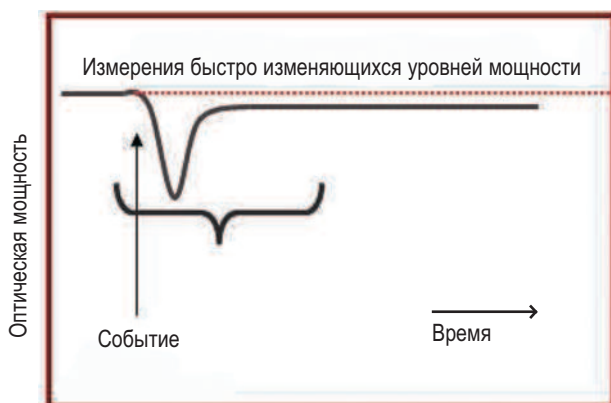 Измерения быстро изменяющихся уровней мощности
Оптическая мощность
Событие
Время